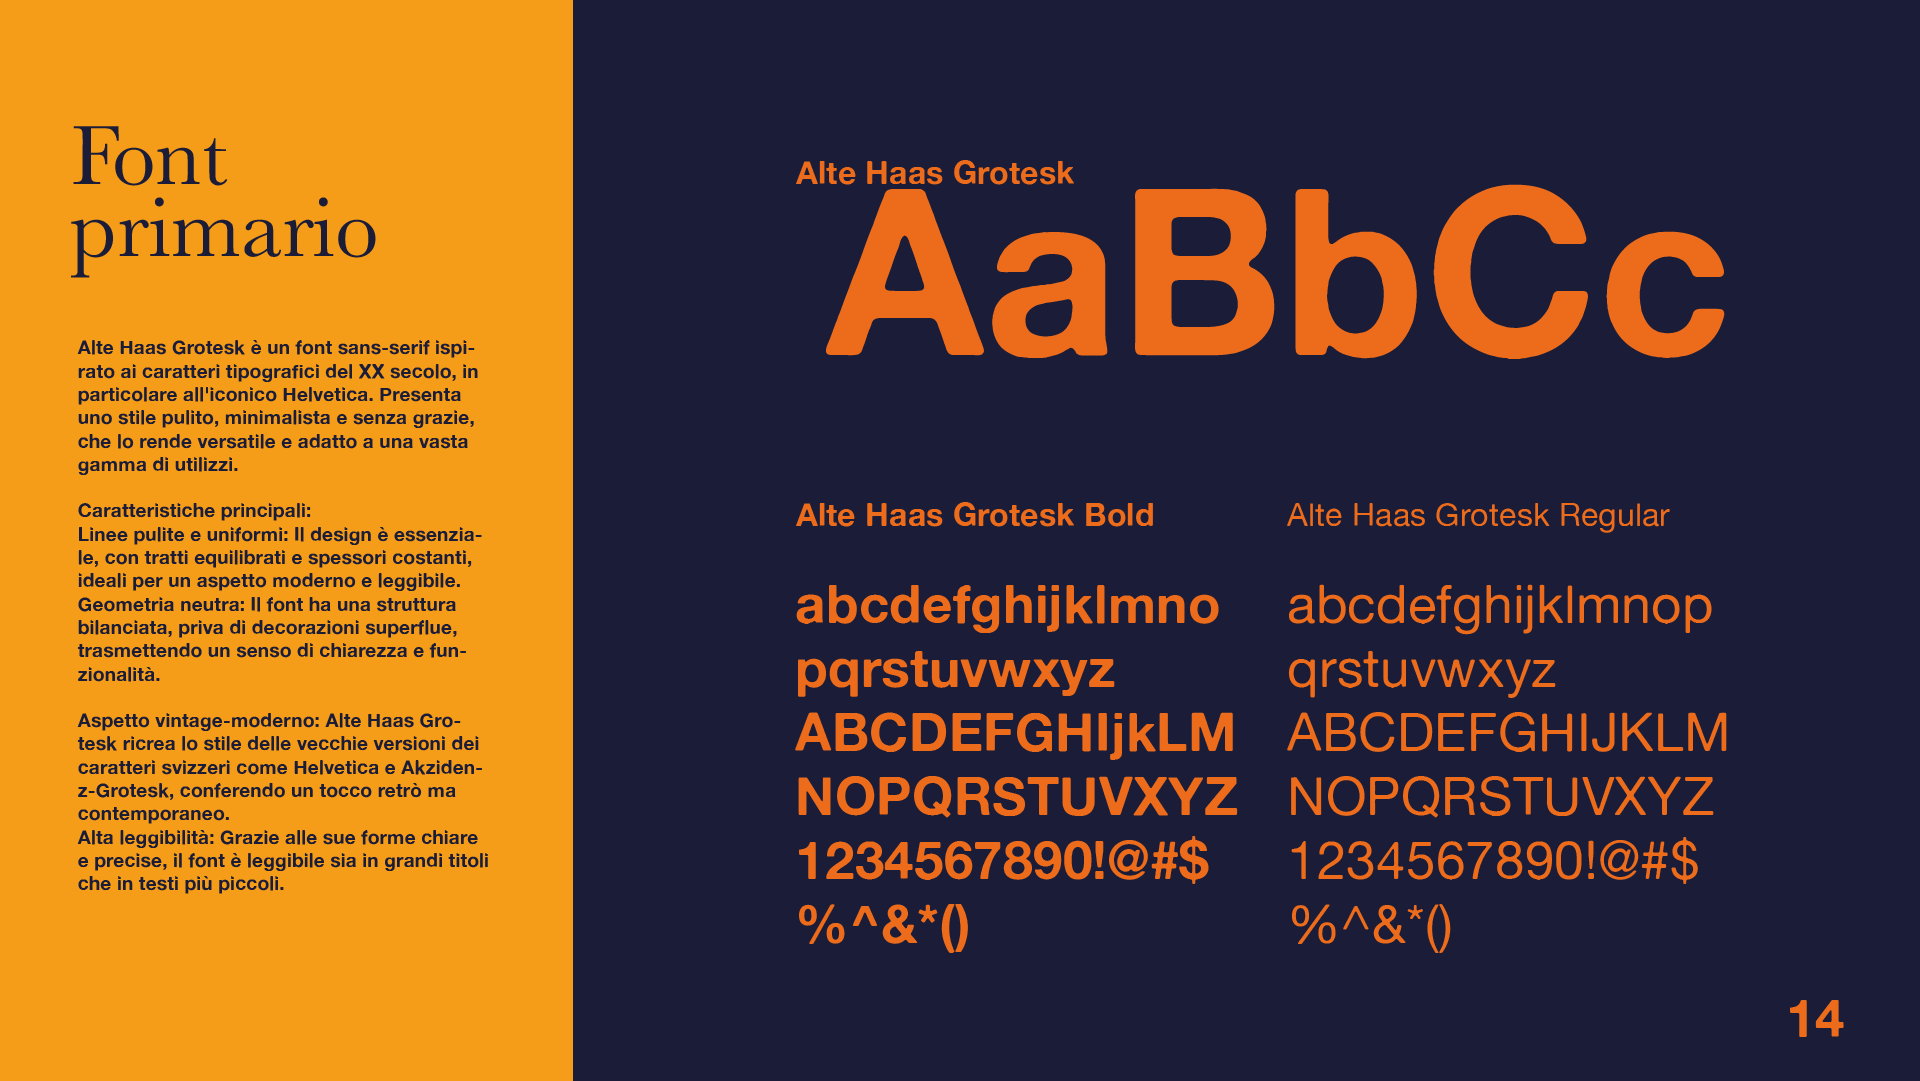 Font
primario
Alte Haas Grotesk è un font sans-serif ispi-
rato ai caratteri tipografici del XX secolo, in
particolare all'iconico Helvetica. Presenta
uno stile pulito, minimalista e senza grazie,
che lo rende versatile e adatto a una vasta
gamma di utilizzi.
Caratteristiche principali:
Linee pulite e uniformi: Il design è essenzia-
le, con tratti equilibrati e spessori costanti,
ideali per un aspetto moderno e leggibile.
Geometria neutra: Il font ha una struttura
bilanciata, priva di decorazioni superflue,
trasmettendo un senso di chiarezza e fun-
zionalità.
Aspetto vintage-moderno: Alte Haas Gro-
tesk ricrea lo stile delle vecchie versioni dei
caratteri svizzeri come Helvetica e Akziden-
z-Grotesk, conferendo un tocco retrò ma
contemporaneo.
Alta leggibilità: Grazie alle sue forme chiare
e precise, il font è leggibile sia in grandi titoli
che in testi più piccoli.
Alte Haas Grotesk
AaBbCc
Alte Haas Grotesk Bold
abcdefghijklmno
pqrstuvwxyz
ABCDEFGHIjkLM
NOPQRSTUVXYZ
1234567890!@#$
%^&*()
Alte Haas Grotesk Regular
abcdefghijklmnop
qrstuvwxyz
ABCDEFGHIJKLM
NOPQRSTUVXYZ
1234567890!@#$
%^&*()
14